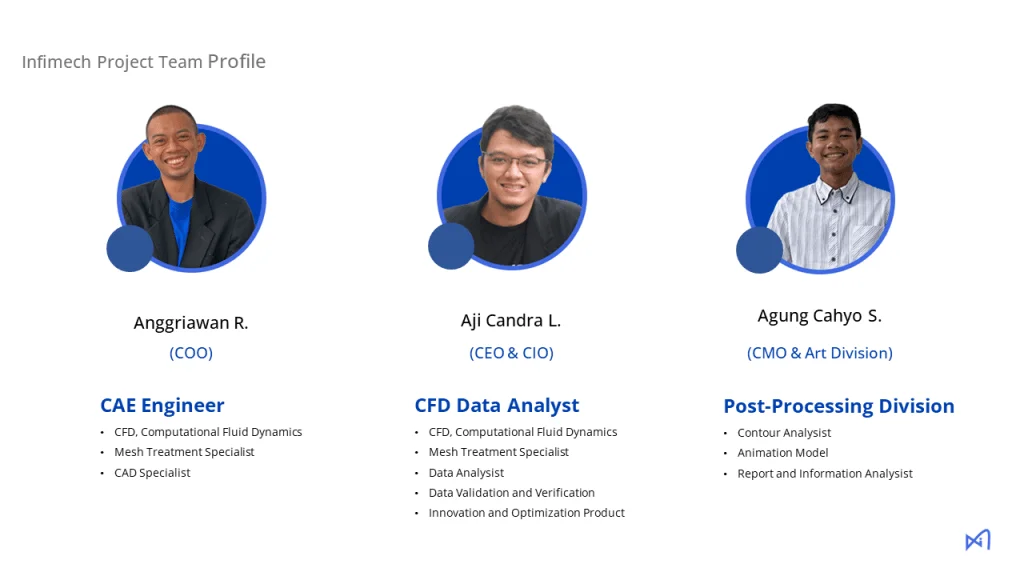 Infimech Project Team Profile
Anggriawan R.
(COO)
CAE Engineer
• CFD, Computational Fluid Dynamics
• Mesh Treatment Specialist
• CAD Specialist
Aji Candra L.
(CEO & CIO)
CFD Data Analyst
• CFD, Computational Fluid Dynamics
• Mesh Treatment Specialist
• Data Analysist
• Data Validation and Verification
• Innovation and Optimization Product
Agung Cahyo S.
(CMO & Art Division)
Post-Processing Division
• Contour Analysist
• Animation Model
• Report and Information Analysist